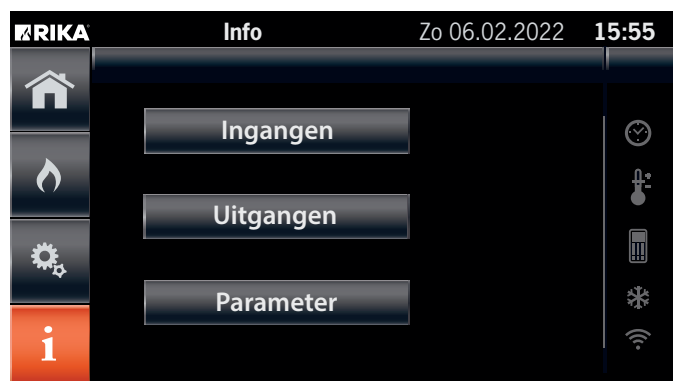 RIKA Info Zo 06.02.2022 15:55
Ingangen
Uitgangen
Parameter
i